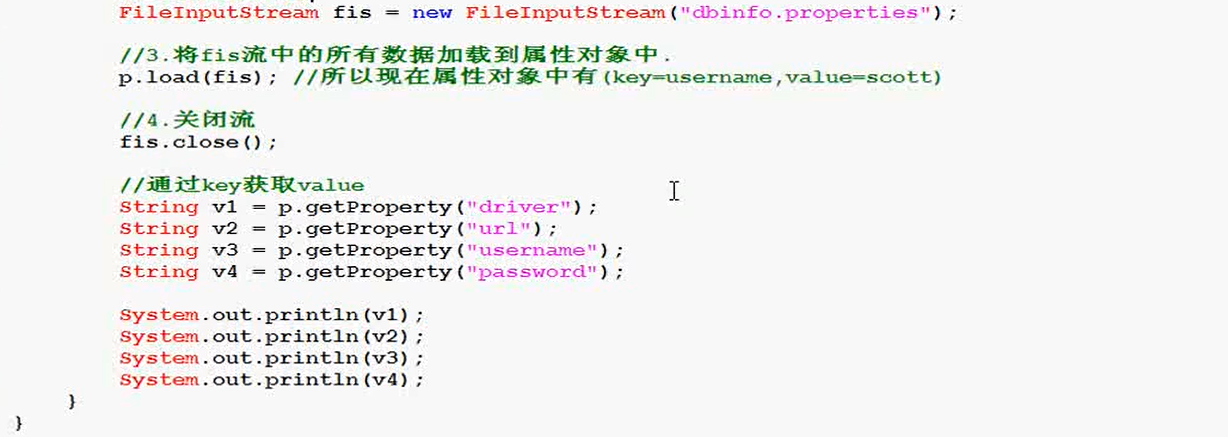 FileInputStream fis = new FileInputStream("dbinfo.properties");
//3.将fis流中的所有数据加载到属性对象中.
p.load(fis); //所以现在属性对象中有(key=username,value=scott)
//4.关闭流
fis.close();
//通过key获取value
String v1 = p.getProperty("driver");
String v2 = p.getProperty("url");
String v3 = p.getProperty("username");
String v4 = p.getProperty("password");
System.out.println(v1);
System.out.println(v2);
System.out.println(v3);
System.out.println(v4);
}
}